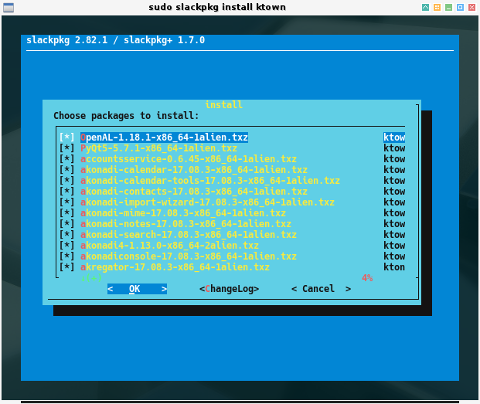 sudo slackpkg install ktown
slackpkg 2.82.1 / slackpkg+ 1.7.0
install
Choose packages to install:
[*] OpenAL-1.18.1-x86_64-1alien.txz ktow
[*] PyQt5-5.7.1-x86_64-1alien.txz ktow
[*] accountsservice-0.6.45-x86_64-1alien.txz ktow
[*] akonadi-calendar-17.08.3-x86_64-1alien.txz ktow
[*] akonadi-calendar-tools-17.08.3-x86_64-1alien.txz ktow
[*] akonadi-contacts-17.08.3-x86_64-1alien.txz ktow
[*] akonadi-import-wizard-17.08.3-x86_64-1alien.txz ktow
[*] akonadi-mime-17.08.3-x86_64-1alien.txz ktow
[*] akonadi-notes-17.08.3-x86_64-1alien.txz ktow
[*] akonadi-search-17.08.3-x86_64-1alien.txz ktow
[*] akonadi4-1.13.0-x86_64-2alien.txz ktow
[*] akonadiconsole-17.08.3-x86_64-1alien.txz ktow
[*] akregator-17.08.3-x86_64-1alien.txz kton
4%
< OK > <ChangeLog> < Cancel >